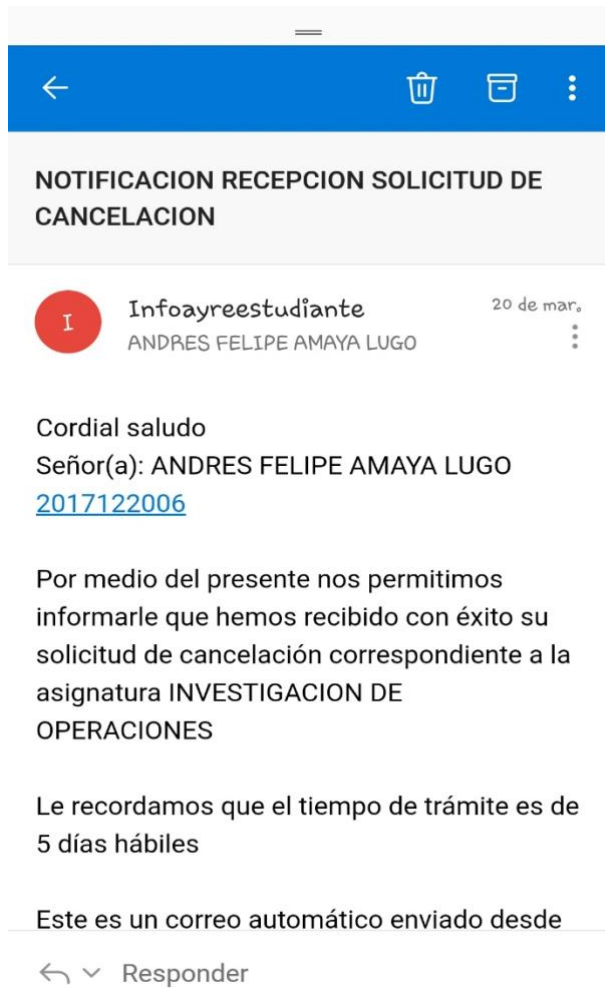 NOTIFICACION RECEPCION SOLICITUD DE
CANCELACION
I
Infoayreestudiante
20 de mar.
ANDRES FELIPE AMAYA LUGO
Cordial saludo
Señor(a): ANDRES FELIPE AMAYA LUGO
2017122006
Por medio del presente nos permitimos
informarle que hemos recibido con éxito su
solicitud de cancelación correspondiente a la
asignatura INVESTIGACION DE
OPERACIONES
Le recordamos que el tiempo de trámite es de
5 días hábiles
Este es un correo automático enviado desde
Responder